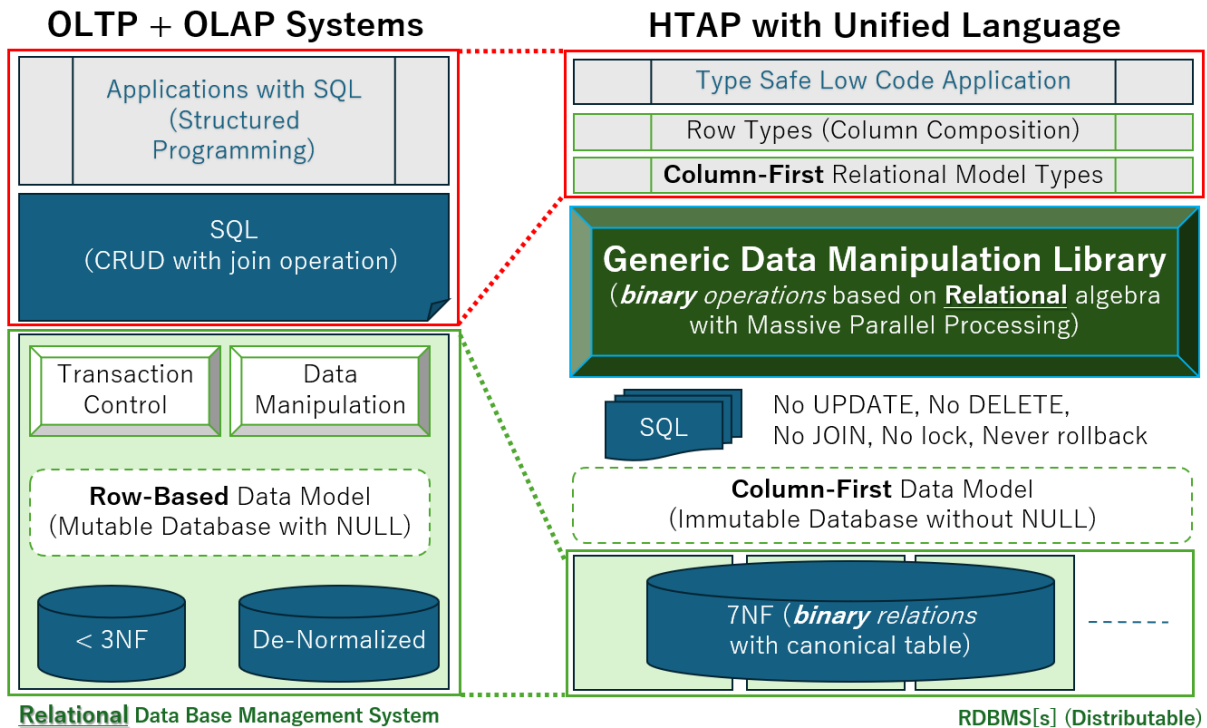 OLTP + OLAP Systems
Applications with SQL
(Structured
Programming)
SQL
(CRUD with join operation)
Transaction
Control
Data
Manipulation
Row-Based Data Model
(Mutable Database with NULL)
< 3NF
De-Normalized
Relational Data Base Management System
HTAP with Unified Language
Type Safe Low Code Application
Row Types (Column Composition)
Column-First Relational Model Types
Generic Data Manipulation Library
(binary operations based on Relational algebra
with Massive Parallel Processing)
SQL
No UPDATE, No DELETE,
No JOIN, No lock, Never rollback
Column-First Data Model
(Immutable Database without NULL)
7NF (binary relations
with canonical table)
RDBMS[s] (Distributable)